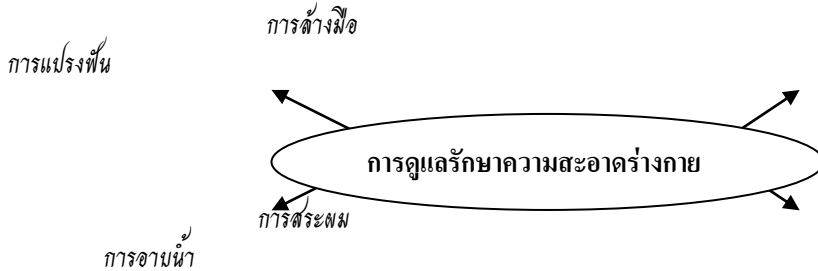 การล้างมือ
การแปรงฟัน
การดูแลรักษาความสะอาดร่างกาย
การสระผม
การอาบน้ำ